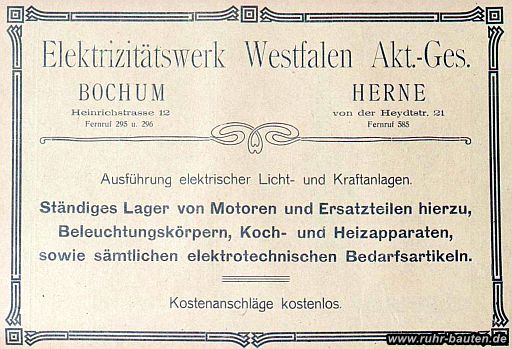 Elektrizitätswerk Westfalen Akt.-Ges.
BOCHUM
Heinrichstrasse 12
Fernruf 295 u. 296
HERNE
von der Heydtstr. 21
Fernruf 585
Ausführung elektrischer Licht- und Kraftanlagen.
Ständiges Lager von Motoren und Ersatzteilen hierzu,
Beleuchtungskörpern, Koch- und Heizapparaten,
sowie sämtlichen elektrotechnischen Bedarfsartikeln.
Kostenanschläge kostenlos.
www.ruhr-bauten.de